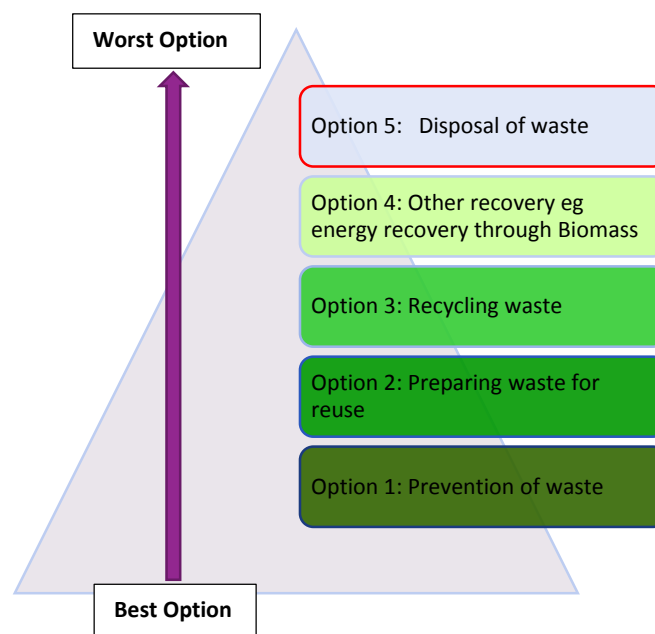 Worst Option
Option 5:   Disposal of waste
Option 4: Other recovery eg
energy recovery through Biomass
Option 3: Recycling waste
Option 2: Preparing waste for
reuse
Option 1: Prevention of waste
Best Option